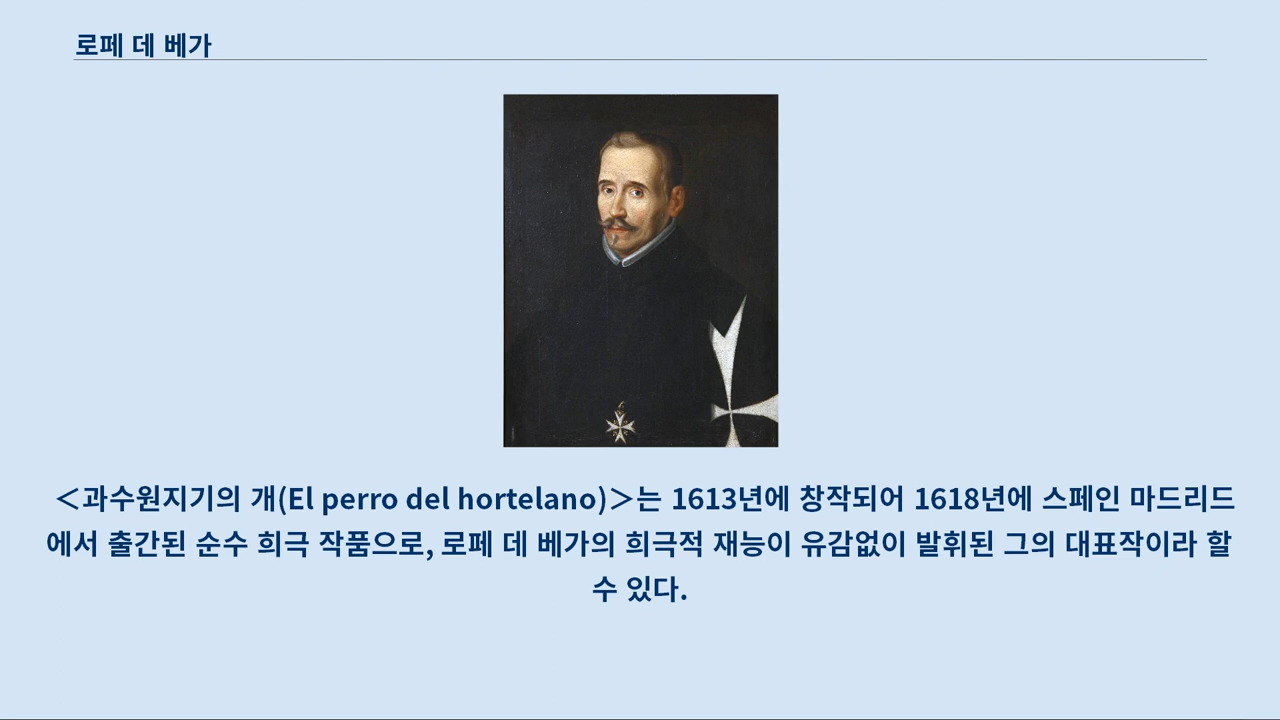 로페 데 베가
<과수원지기의 개(El perro del hortelano)>는 1613년에 창작되어 1618년에 스페인 마드리드
에서 출간된 순수 희극 작품으로, 로페 데 베가의 희극적 재능이 유감없이 발휘된 그의 대표작이라 할
수 있다.